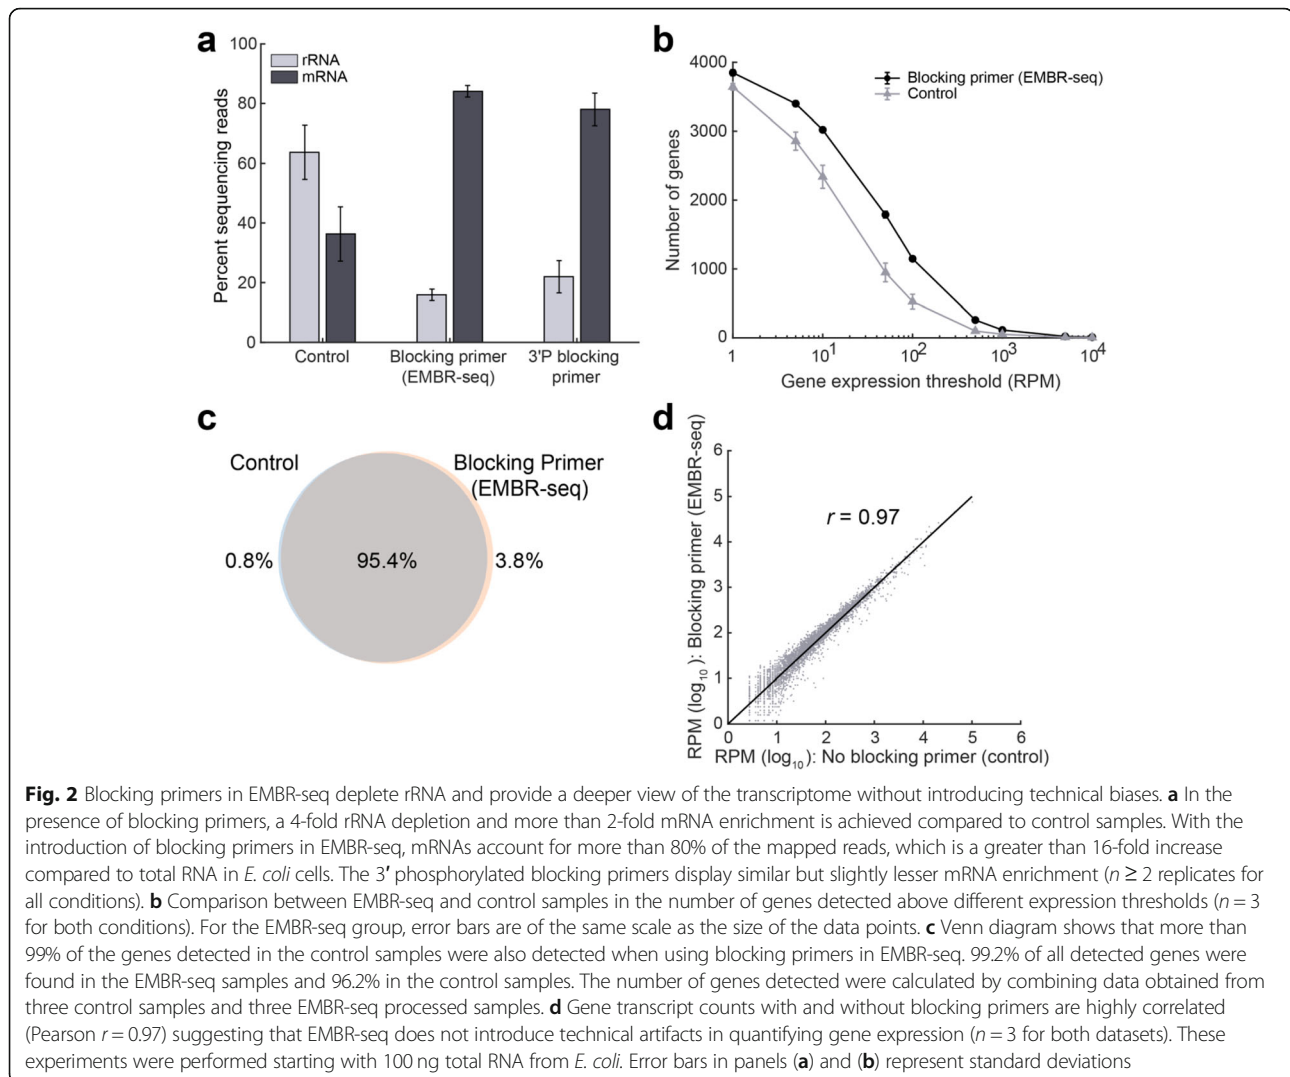 a
100
80
60
40
20
0
Percent sequencing reads
rRNA
mRNA
Control
Blocking primer
(EMBR-seq)
3'P blocking
primer
b
4000
3000
2000
1000
0
Number of genes
Blocking primer (EMBR-seq)
Control
1
10¹
10²
10³
10⁴
Gene expression threshold (RPM)
c
Control
Blocking Primer
(EMBR-seq)
0.8%
95.4%
3.8%
d
RPM (log₁₀): Blocking primer (EMBR-seq)
6
5
4
3
2
1
0
r = 0.97
0
1
2
3
4
5
6
RPM (log₁₀): No blocking primer (control)
Fig. 2 Blocking primers in EMBR-seq deplete rRNA and provide a deeper view of the transcriptome without introducing technical biases. a In the
presence of blocking primers, a 4-fold rRNA depletion and more than 2-fold mRNA enrichment is achieved compared to control samples. With the
introduction of blocking primers in EMBR-seq, mRNAs account for more than 80% of the mapped reads, which is a greater than 16-fold increase
compared to total RNA in E. coli cells. The 3′ phosphorylated blocking primers display similar but slightly lesser mRNA enrichment (n ≥ 2 replicates for
all conditions). b Comparison between EMBR-seq and control samples in the number of genes detected above different expression thresholds (n = 3
for both conditions). For the EMBR-seq group, error bars are of the same scale as the size of the data points. c Venn diagram shows that more than
99% of the genes detected in the control samples were also detected when using blocking primers in EMBR-seq. 99.2% of all detected genes were
found in the EMBR-seq samples and 96.2% in the control samples. The number of genes detected were calculated by combining data obtained from
three control samples and three EMBR-seq processed samples. d Gene transcript counts with and without blocking primers are highly correlated
(Pearson r = 0.97) suggesting that EMBR-seq does not introduce technical artifacts in quantifying gene expression (n = 3 for both datasets). These
experiments were performed starting with 100 ng total RNA from E. coli. Error bars in panels (a) and (b) represent standard deviations